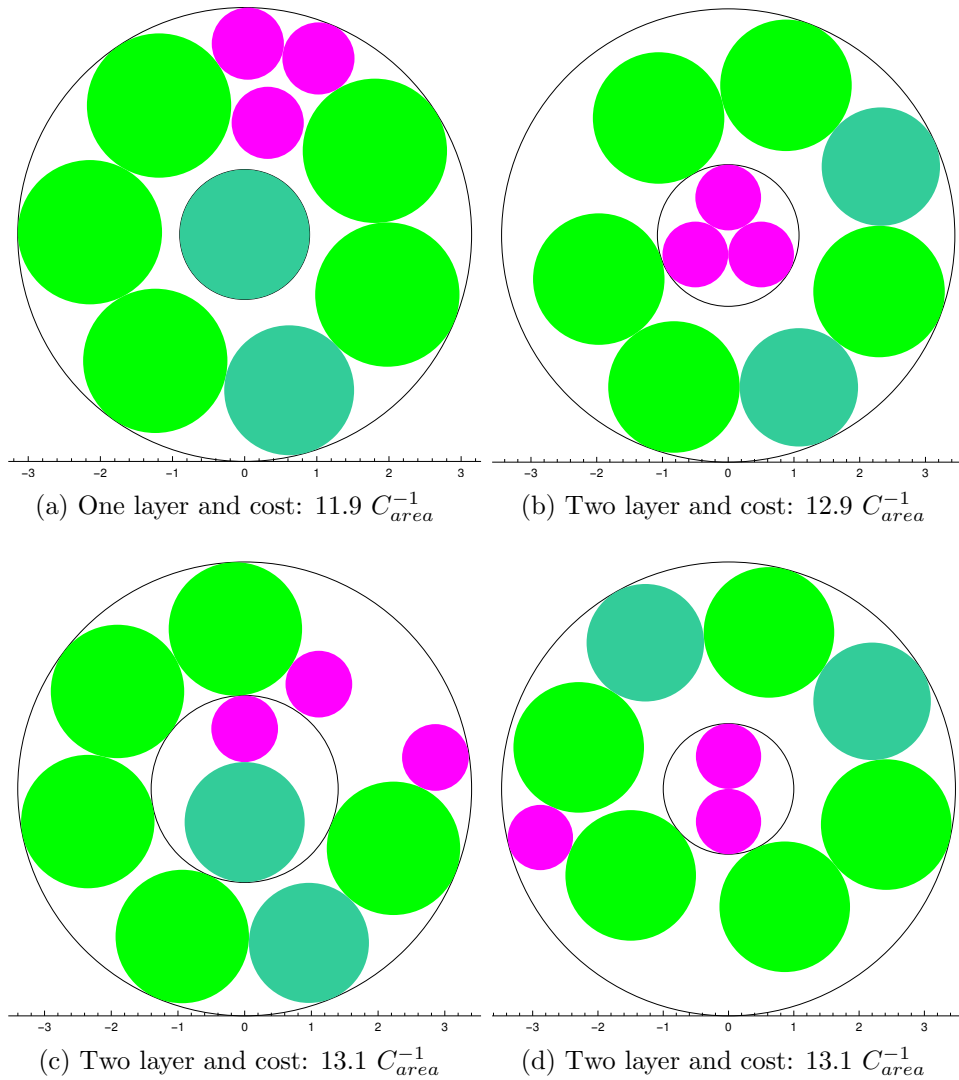 -3 -2 -1 0 1 2 3
-3 -2 -1 0 1 2 3
(a) One layer and cost: 11.9 C_{area}^{-1}
(b) Two layer and cost: 12.9 C_{area}^{-1}
-3 -2 -1 0 1 2 3
-3 -2 -1 0 1 2 3
(c) Two layer and cost: 13.1 C_{area}^{-1}
(d) Two layer and cost: 13.1 C_{area}^{-1}